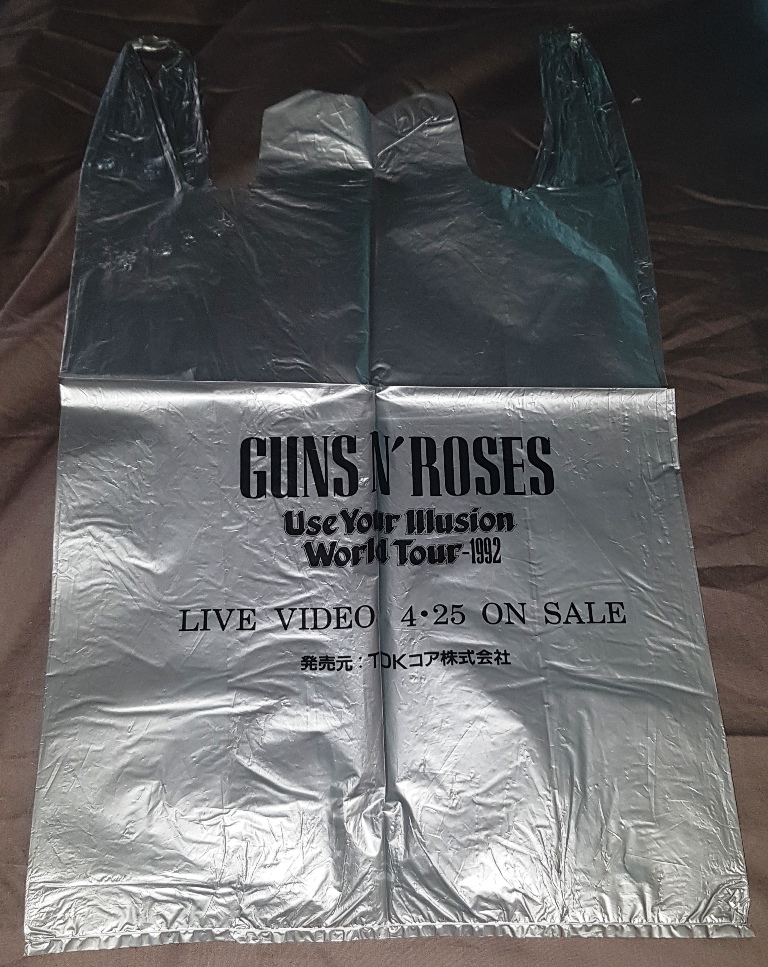 GUNS N' ROSES
Use Your Illusion
World Tour-1992
LIVE VIDEO 4・25 ON SALE
発売元：TDKコア株式会社